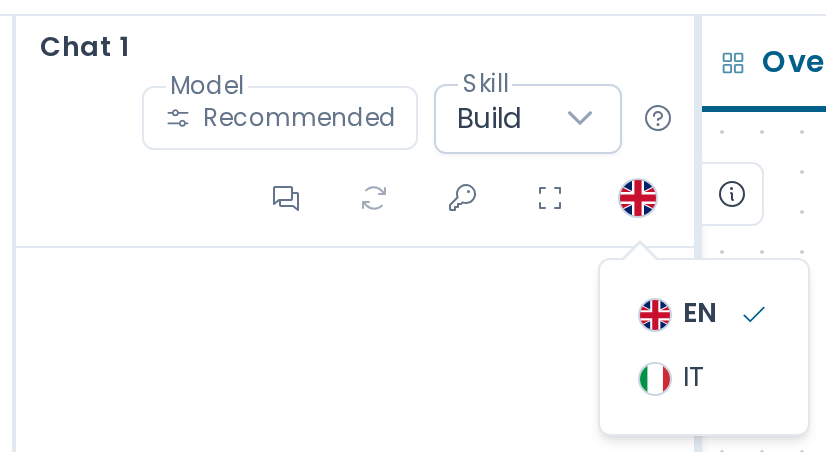 Chat 1
Model
Recommended
Skill
Build
Ove
EN
IT